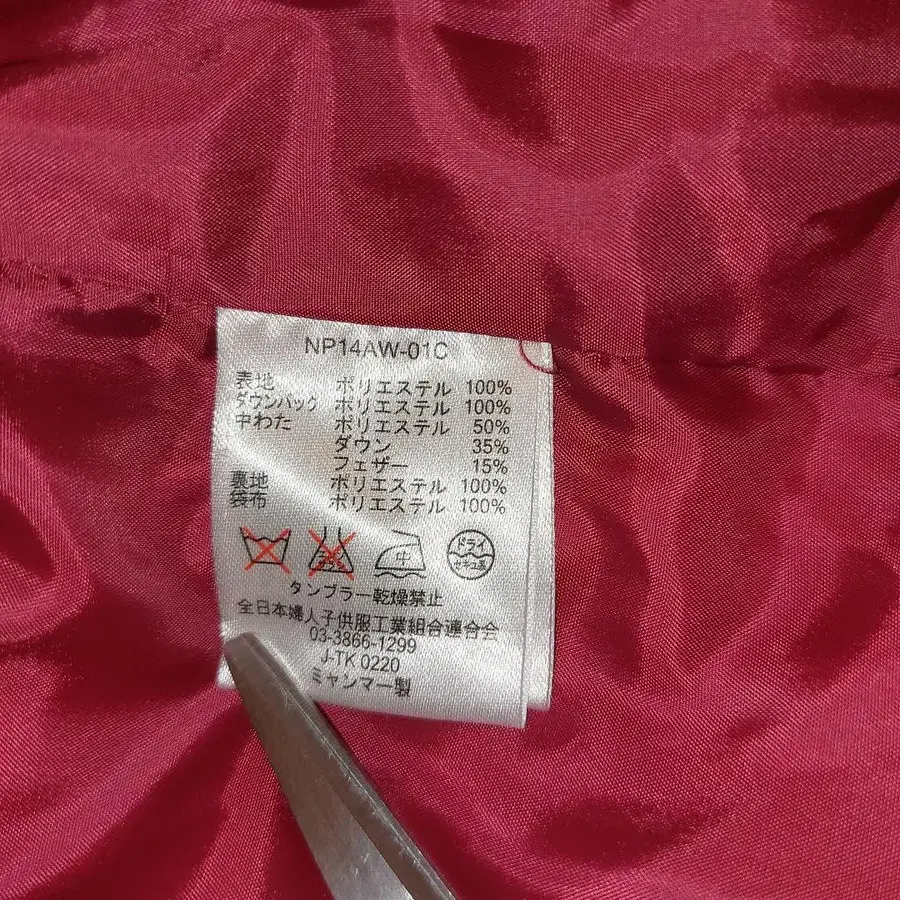 NP14AW-01C
表地 ポリエステル 100%
ダウンパック ポリエステル 100%
中わた ポリエステル 50%
ダウン 35%
フェザー 15%
裏地 ポリエステル 100%
袋布 ポリエステル 100%
中 ドライ セキユ系
タンブラー乾燥禁止
全日本婦人子供服工業組合連合会
03-3866-1299
J-TK 0220
ミャンマー製